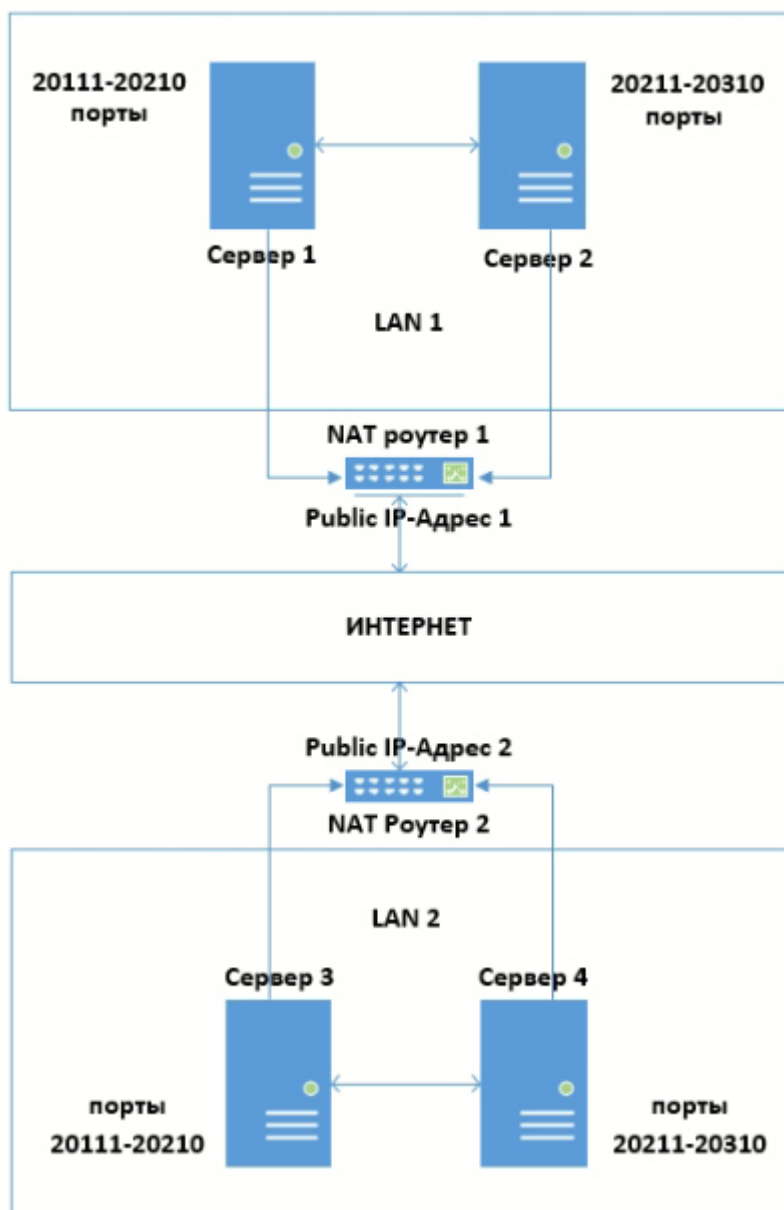 20111-20210
порты
20211-20310
порты
Сервер 1
Сервер 2
LAN 1
NAT роутер 1
Public IP-Адрес 1
ИНТЕРНЕТ
Public IP-Адрес 2
NAT Роутер 2
LAN 2
Сервер 3
Сервер 4
порты
20111-20210
порты
20211-20310